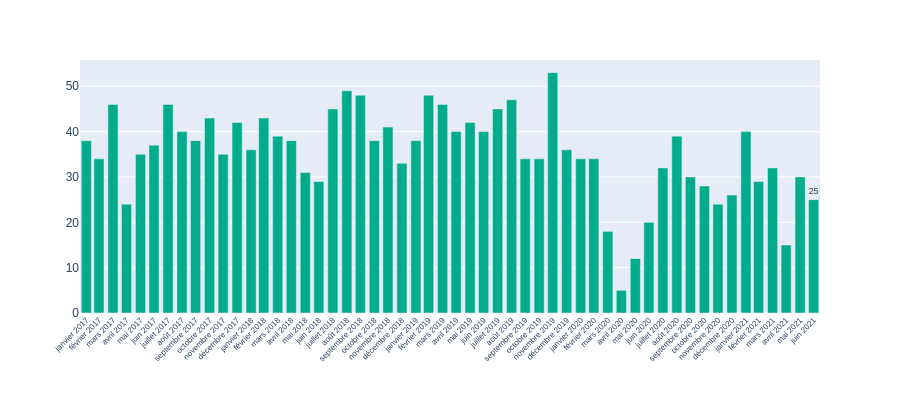 50
40
30
20
10
0
25
janvier 2017
février 2017
mars 2017
avril 2017
mai 2017
juin 2017
juillet 2017
août 2017
septembre 2017
octobre 2017
novembre 2017
décembre 2017
janvier 2018
février 2018
mars 2018
avril 2018
mai 2018
juin 2018
juillet 2018
août 2018
septembre 2018
octobre 2018
novembre 2018
décembre 2018
janvier 2019
février 2019
mars 2019
avril 2019
mai 2019
juin 2019
juillet 2019
août 2019
septembre 2019
octobre 2019
novembre 2019
décembre 2019
janvier 2020
février 2020
mars 2020
avril 2020
mai 2020
juin 2020
juillet 2020
août 2020
septembre 2020
octobre 2020
novembre 2020
décembre 2020
janvier 2021
février 2021
mars 2021
avril 2021
mai 2021
juin 2021